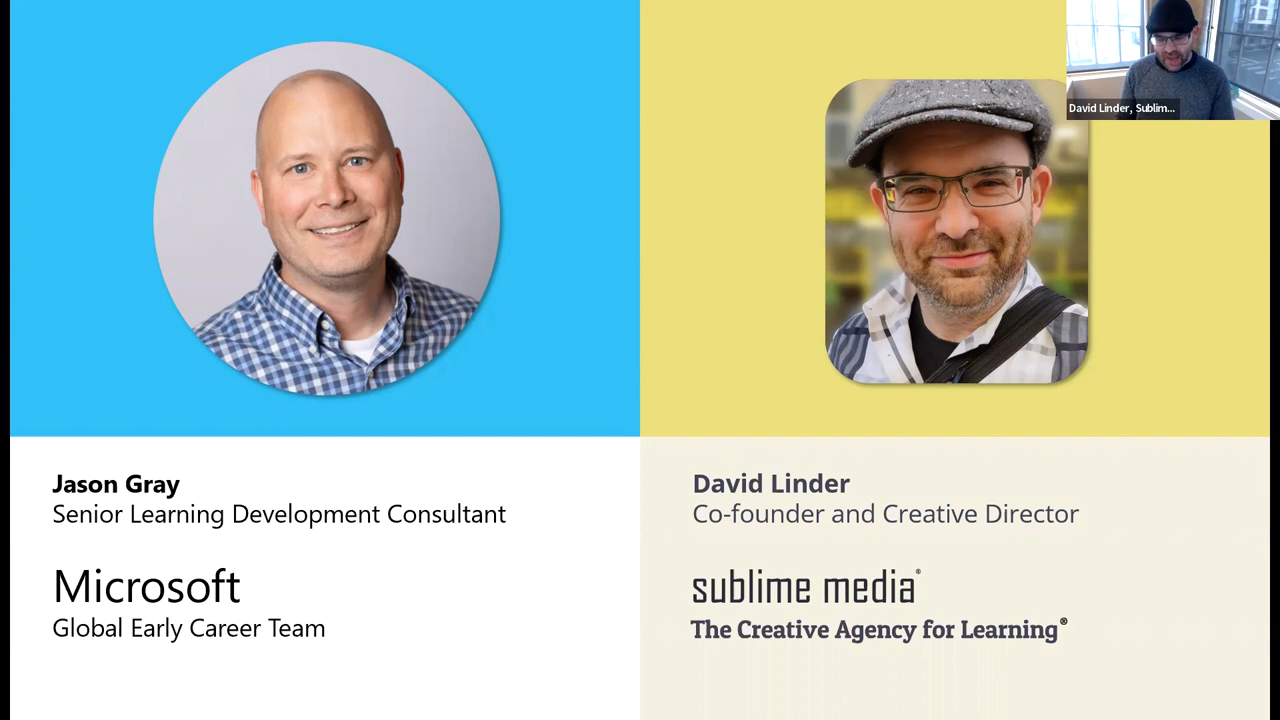 David Linder, Sublim...
Jason Gray
Senior Learning Development Consultant
Microsoft
Global Early Career Team
David Linder
Co-founder and Creative Director
sublime media®
The Creative Agency for Learning®